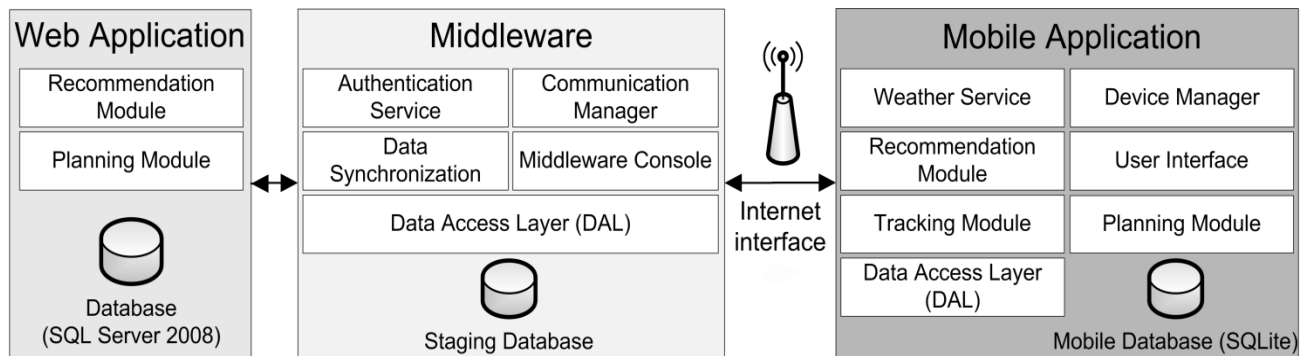 Web Application
Recommendation
Module
Planning Module
Database
(SQL Server 2008)
Middleware
Authentication
Service
Communication
Manager
Data
Synchronization
Middleware Console
Data Access Layer (DAL)
Staging Database
Internet
interface
Mobile Application
Weather Service
Device Manager
Recommendation
Module
User Interface
Tracking Module
Planning Module
Data Access Layer
(DAL)
Mobile Database (SQLite)